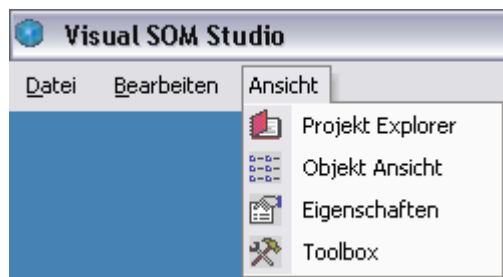 Visual SOM Studio
Datei Bearbeiten Ansicht
Projekt Explorer
Objekt Ansicht
Eigenschaften
Toolbox